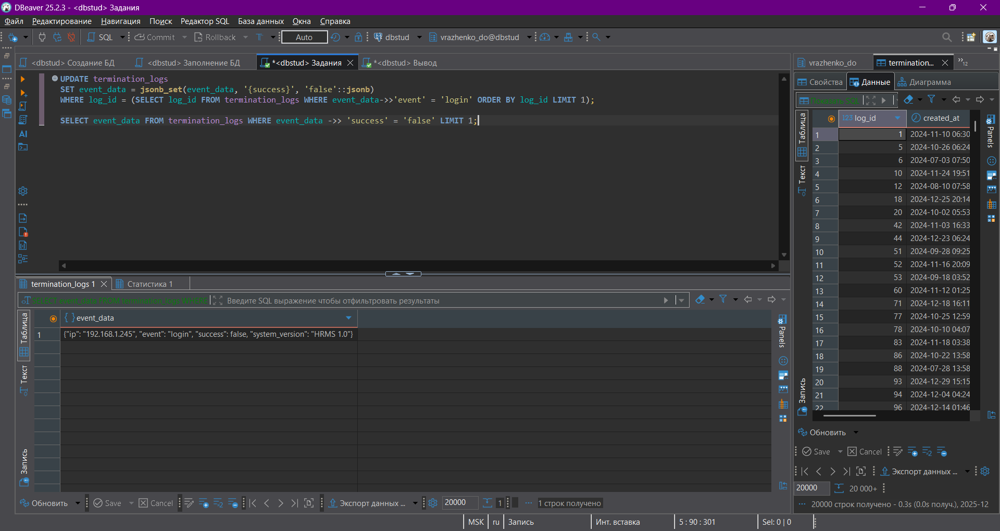 DBeaver 25.2.3 - <dbstud> Задания
Файл Редактирование Навигация Поиск Редактор SQL База данных Окна Справка
SQL Commit Rollback T Auto dbstud vrazhenko_do@dbstud
<dbstud> Создание БД <dbstud> Заполнение БД *<dbstud> Задания *<dbstud> Вывод
UPDATE termination_logs
SET event_data = jsonb_set(event_data, '{success}', 'false'::jsonb)
WHERE log_id = (SELECT log_id FROM termination_logs WHERE event_data->>'event' = 'login' ORDER BY log_id LIMIT 1);
SELECT event_data FROM termination_logs WHERE event_data ->> 'success' = 'false' LIMIT 1;
AI
termination_logs 1 Статистика 1
SELECT event_data FROM termination_logs WHERE Введите SQL выражение чтобы отфильтровать результаты
Таблица
Текст
Запись
event_data
1 {"ip": "192.168.1.245", "event": "login", "success": false, "system_version": "HRMS 1.0"}
Panels
Обновить Save Cancel Экспорт данных ... 20000 1 ... 1 строк получено
vrazhenko_do termination... »12
Свойства Данные Диаграмма
Показать SQL
Таблица
Текст
Запись
123 log_id created_at
1 1 2024-11-10 06:30
2 5 2024-10-26 06:24
3 6 2024-07-03 07:50
4 10 2024-11-24 19:51
5 12 2024-08-10 07:58
6 18 2024-12-25 20:14
7 20 2024-10-02 05:53
8 42 2024-11-03 16:33
9 44 2024-12-23 06:24
10 51 2024-09-28 09:25
11 52 2024-11-16 20:09
12 53 2024-09-18 03:52
13 60 2024-11-12 01:25
14 71 2024-12-18 16:11
15 77 2024-10-25 12:59
16 78 2024-10-10 04:07
17 83 2024-11-18 03:38
18 86 2024-10-22 13:58
19 88 2024-07-28 13:58
20 93 2024-12-29 15:15
21 94 2024-12-04 04:24
22 96 2024-12-14 01:46
Panels
Обновить
Save Cancel
Экспорт данных ...
20000 20 000+
... 20000 строк получено - 0.3s (0.0s получ.), 2025-12
MSK ru Запись Инт. вставка 5 : 90 : 301 Sel: 0 | 0